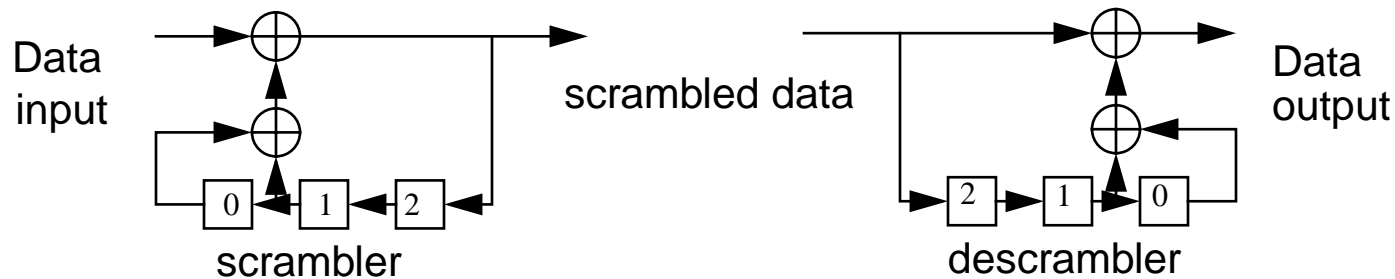 Data
input
scrambled data
Data
output
0 1 2
2 1 0
scrambler
descrambler